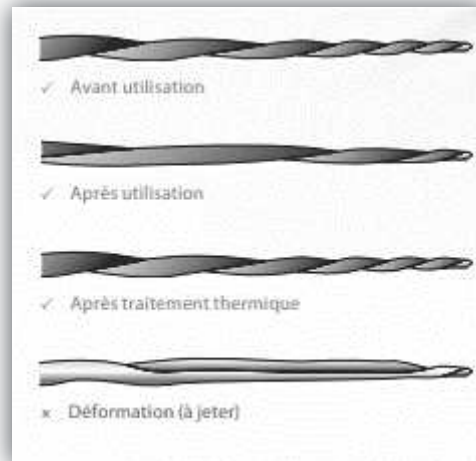 ✓ Avant utilisation
✓ Après utilisation
✓ Après traitement thermique
× Déformation (à jeter)